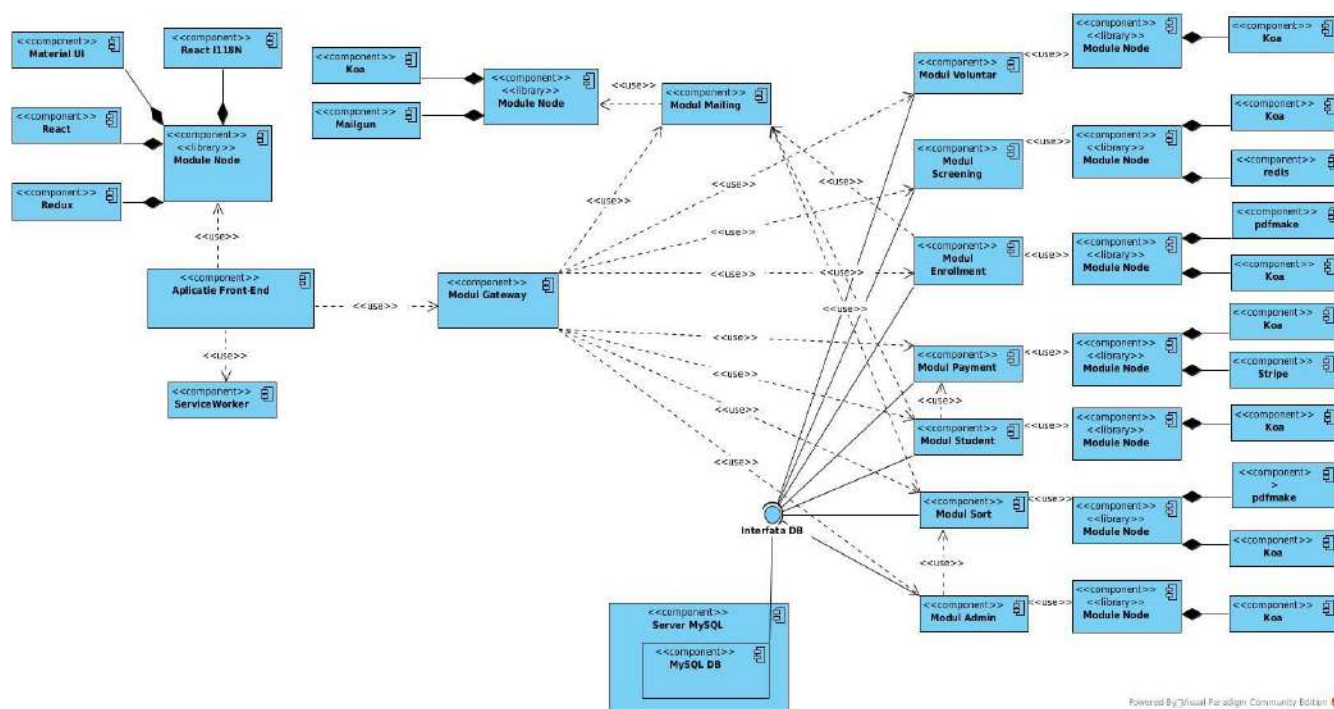 <<component>>
Material UI
<<component>>
React I118N
<<component>>
React
<<component>>
<<library>>
Module Node
<<component>>
Redux
<<use>>
<<component>>
Aplicatie Front-End
<<use>>
<<component>>
ServiceWorker
<<use>>
<<component>>
Koa
<<component>>
Mailgun
<<component>>
<<library>>
Module Node
<<use>>
<<component>>
Modul Mailing
<<component>>
Modul Gateway
<<use>>
<<use>>
<<use>>
<<use>>
<<use>>
<<use>>
<<use>>
<<use>>
<<use>>
<<use>>
<<use>>
<<component>>
Modul Voluntar
<<use>>
<<component>>
<<library>>
Module Node
<<component>>
Koa
<<component>>
Modul
Screening
<<use>>
<<component>>
<<library>>
Module Node
<<component>>
Koa
<<component>>
redis
<<component>>
Modul
Enrollment
<<use>>
<<component>>
<<library>>
Module Node
<<component>>
pdfmake
<<component>>
Koa
<<component>>
Modul Payment
<<use>>
<<component>>
<<library>>
Module Node
<<component>>
Koa
<<component>>
Stripe
<<use>>
<<component>>
Modul Student
<<use>>
<<component>>
<<library>>
Module Node
<<component>>
Koa
<<component>>
Modul Sort
<<use>>
<<component>>
<<library>>
Module Node
<<component>
>
pdfmake
<<component>>
Koa
<<use>>
<<component>>
Modul Admin
<<use>>
<<component>>
<<library>>
Module Node
<<component>>
Koa
Interfata DB
<<component>>
Server MySQL
<<component>>
MySQL DB
Powered By Visual Paradigm Community Edition